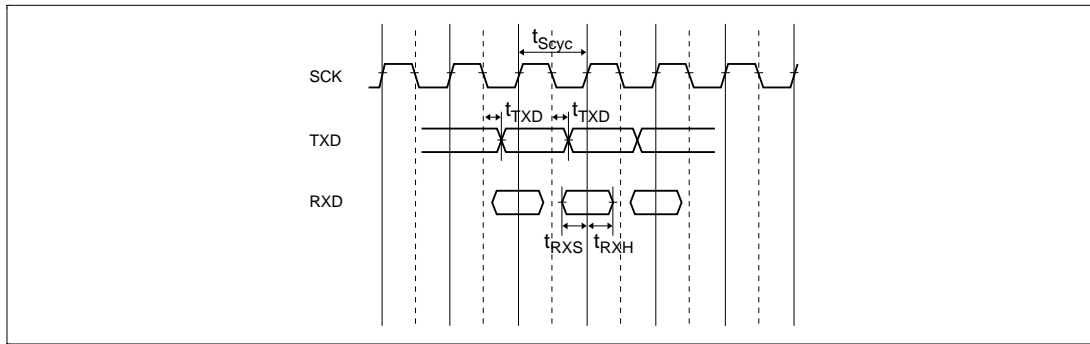 tScyc
SCK
tTXD tTXD
TXD
RXD
tRXS tRXH